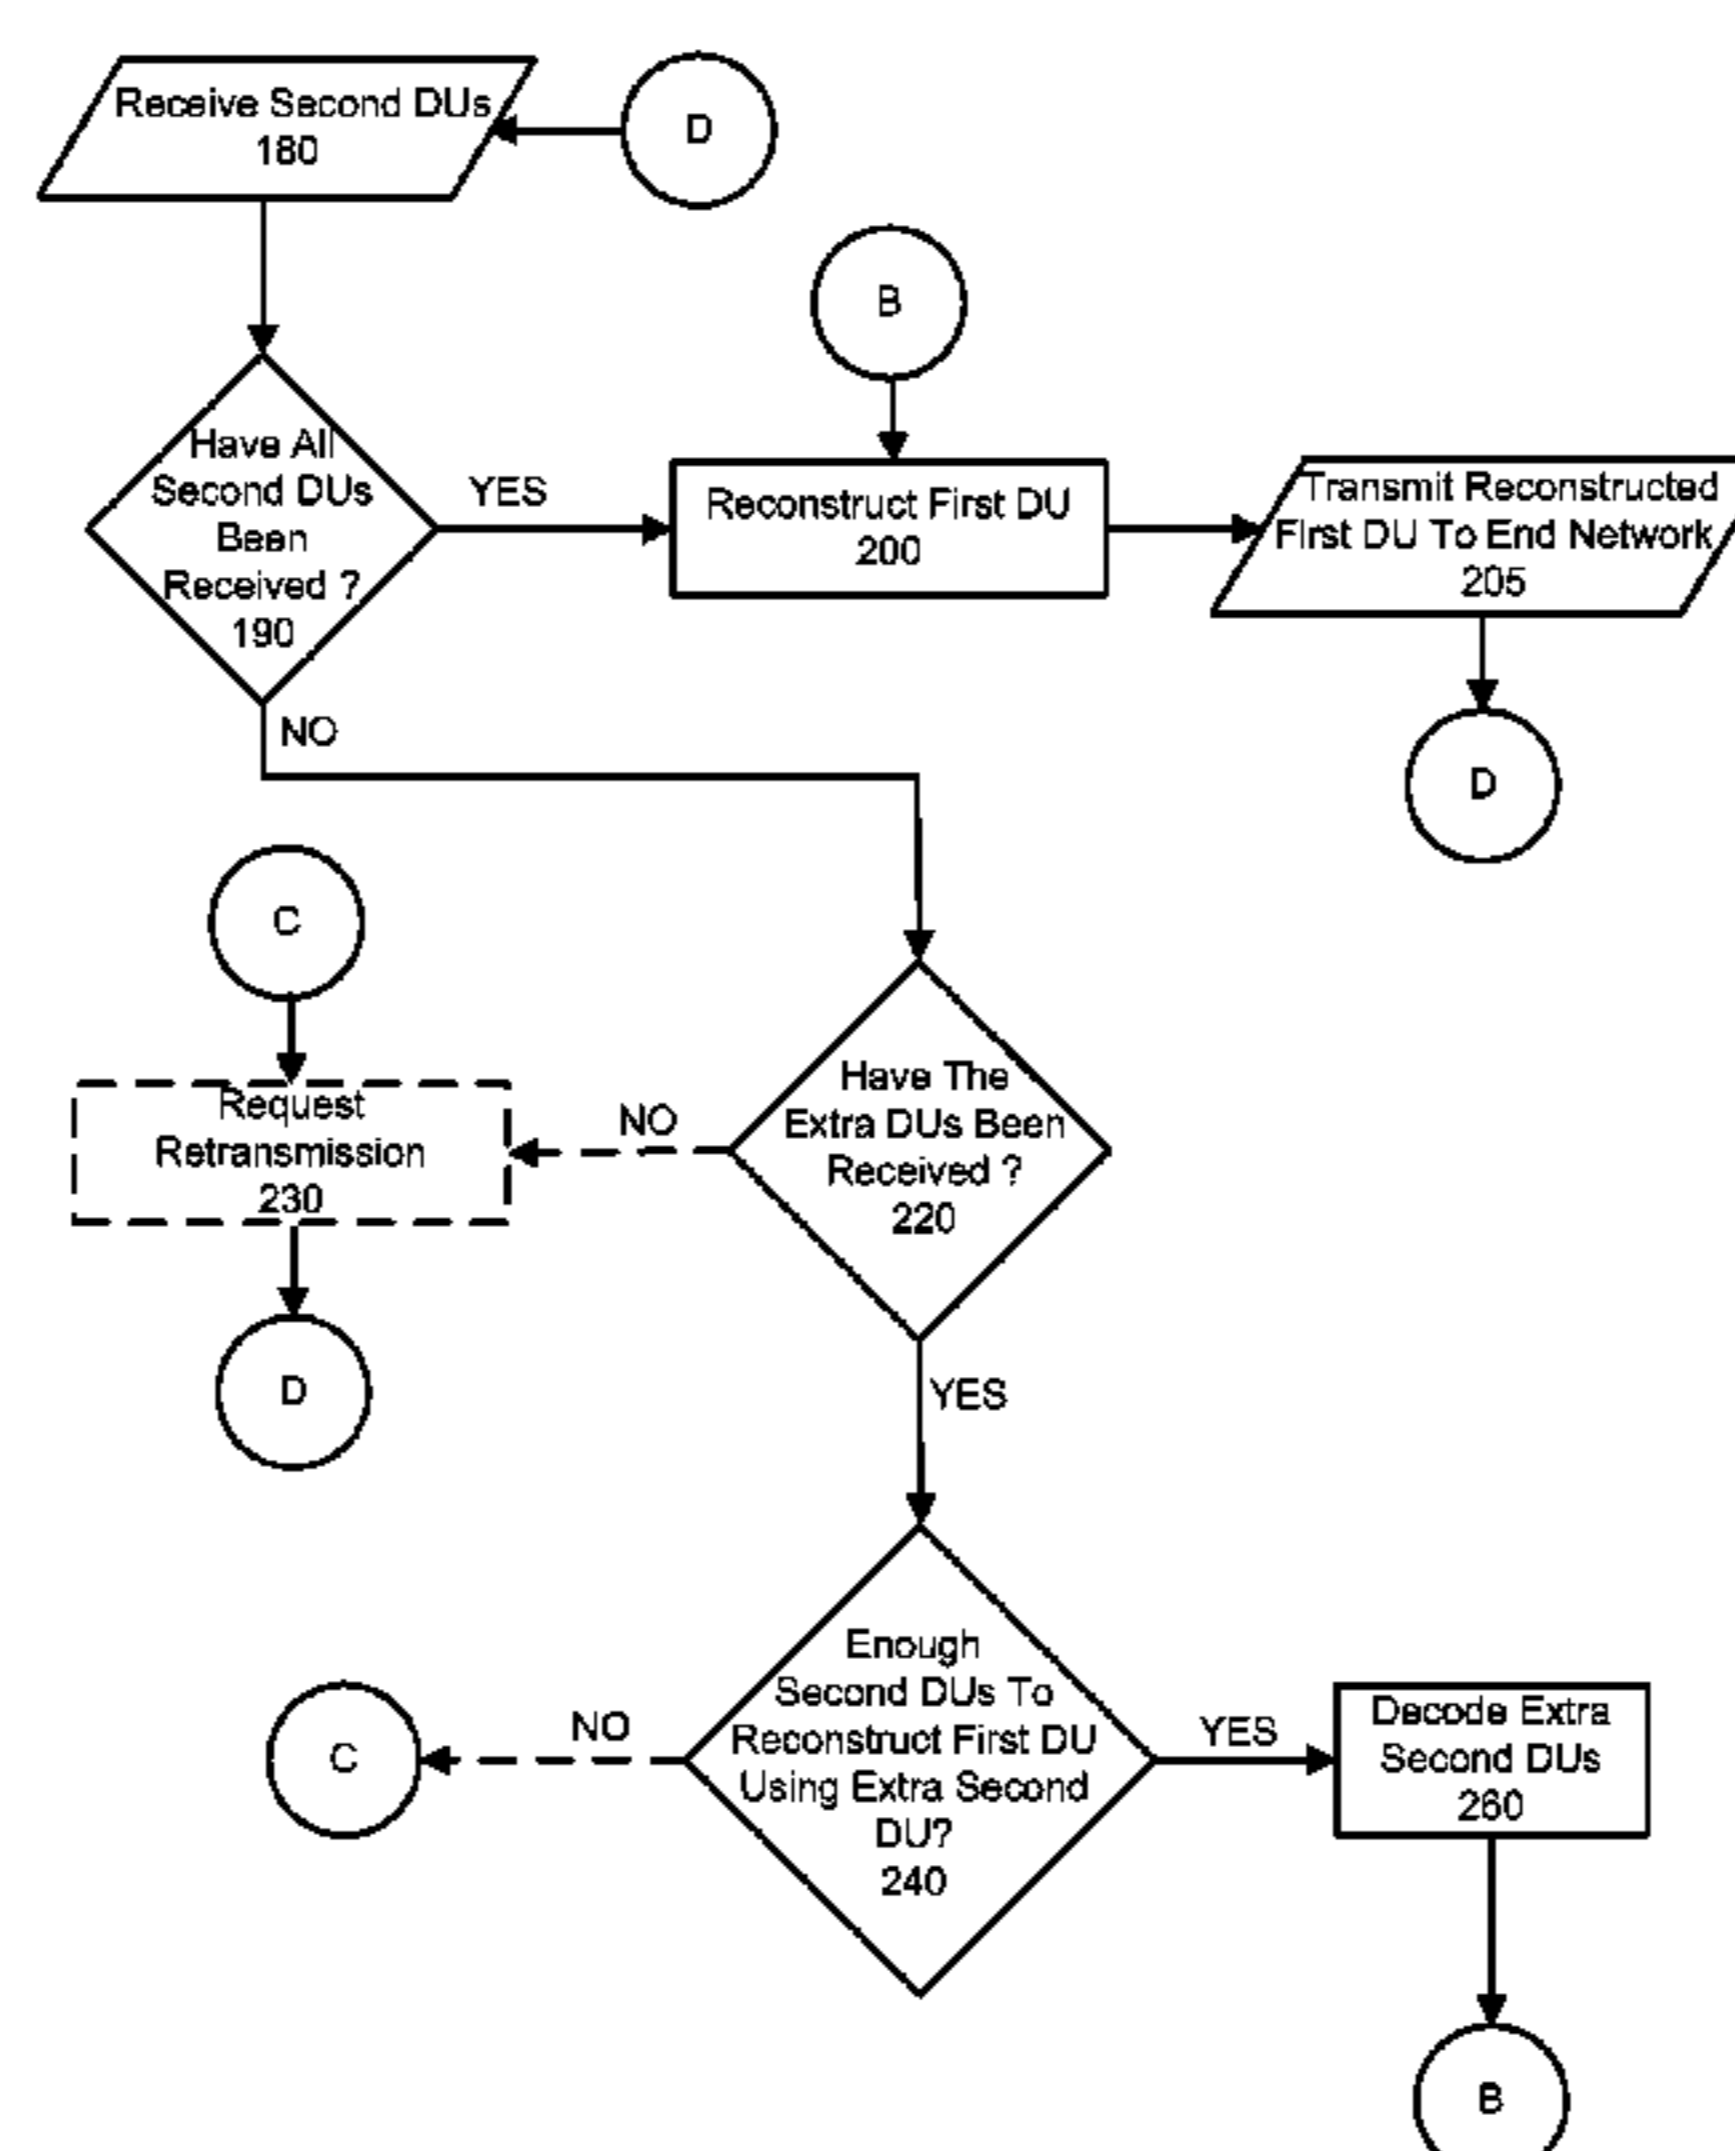 Receive Second DUs
180
D
B
Have All
Second DUs
Been
Received ?
190
YES
Reconstruct First DU
200
Transmit Reconstructed
First DU To End Network
205
NO
D
C
Have The
Extra DUs Been
Received ?
220
NO
Request
Retransmission
230
D
YES
Enough
Second DUs To
Reconstruct First DU
Using Extra Second
DU?
240
NO
C
YES
Decode Extra
Second DUs
260
B